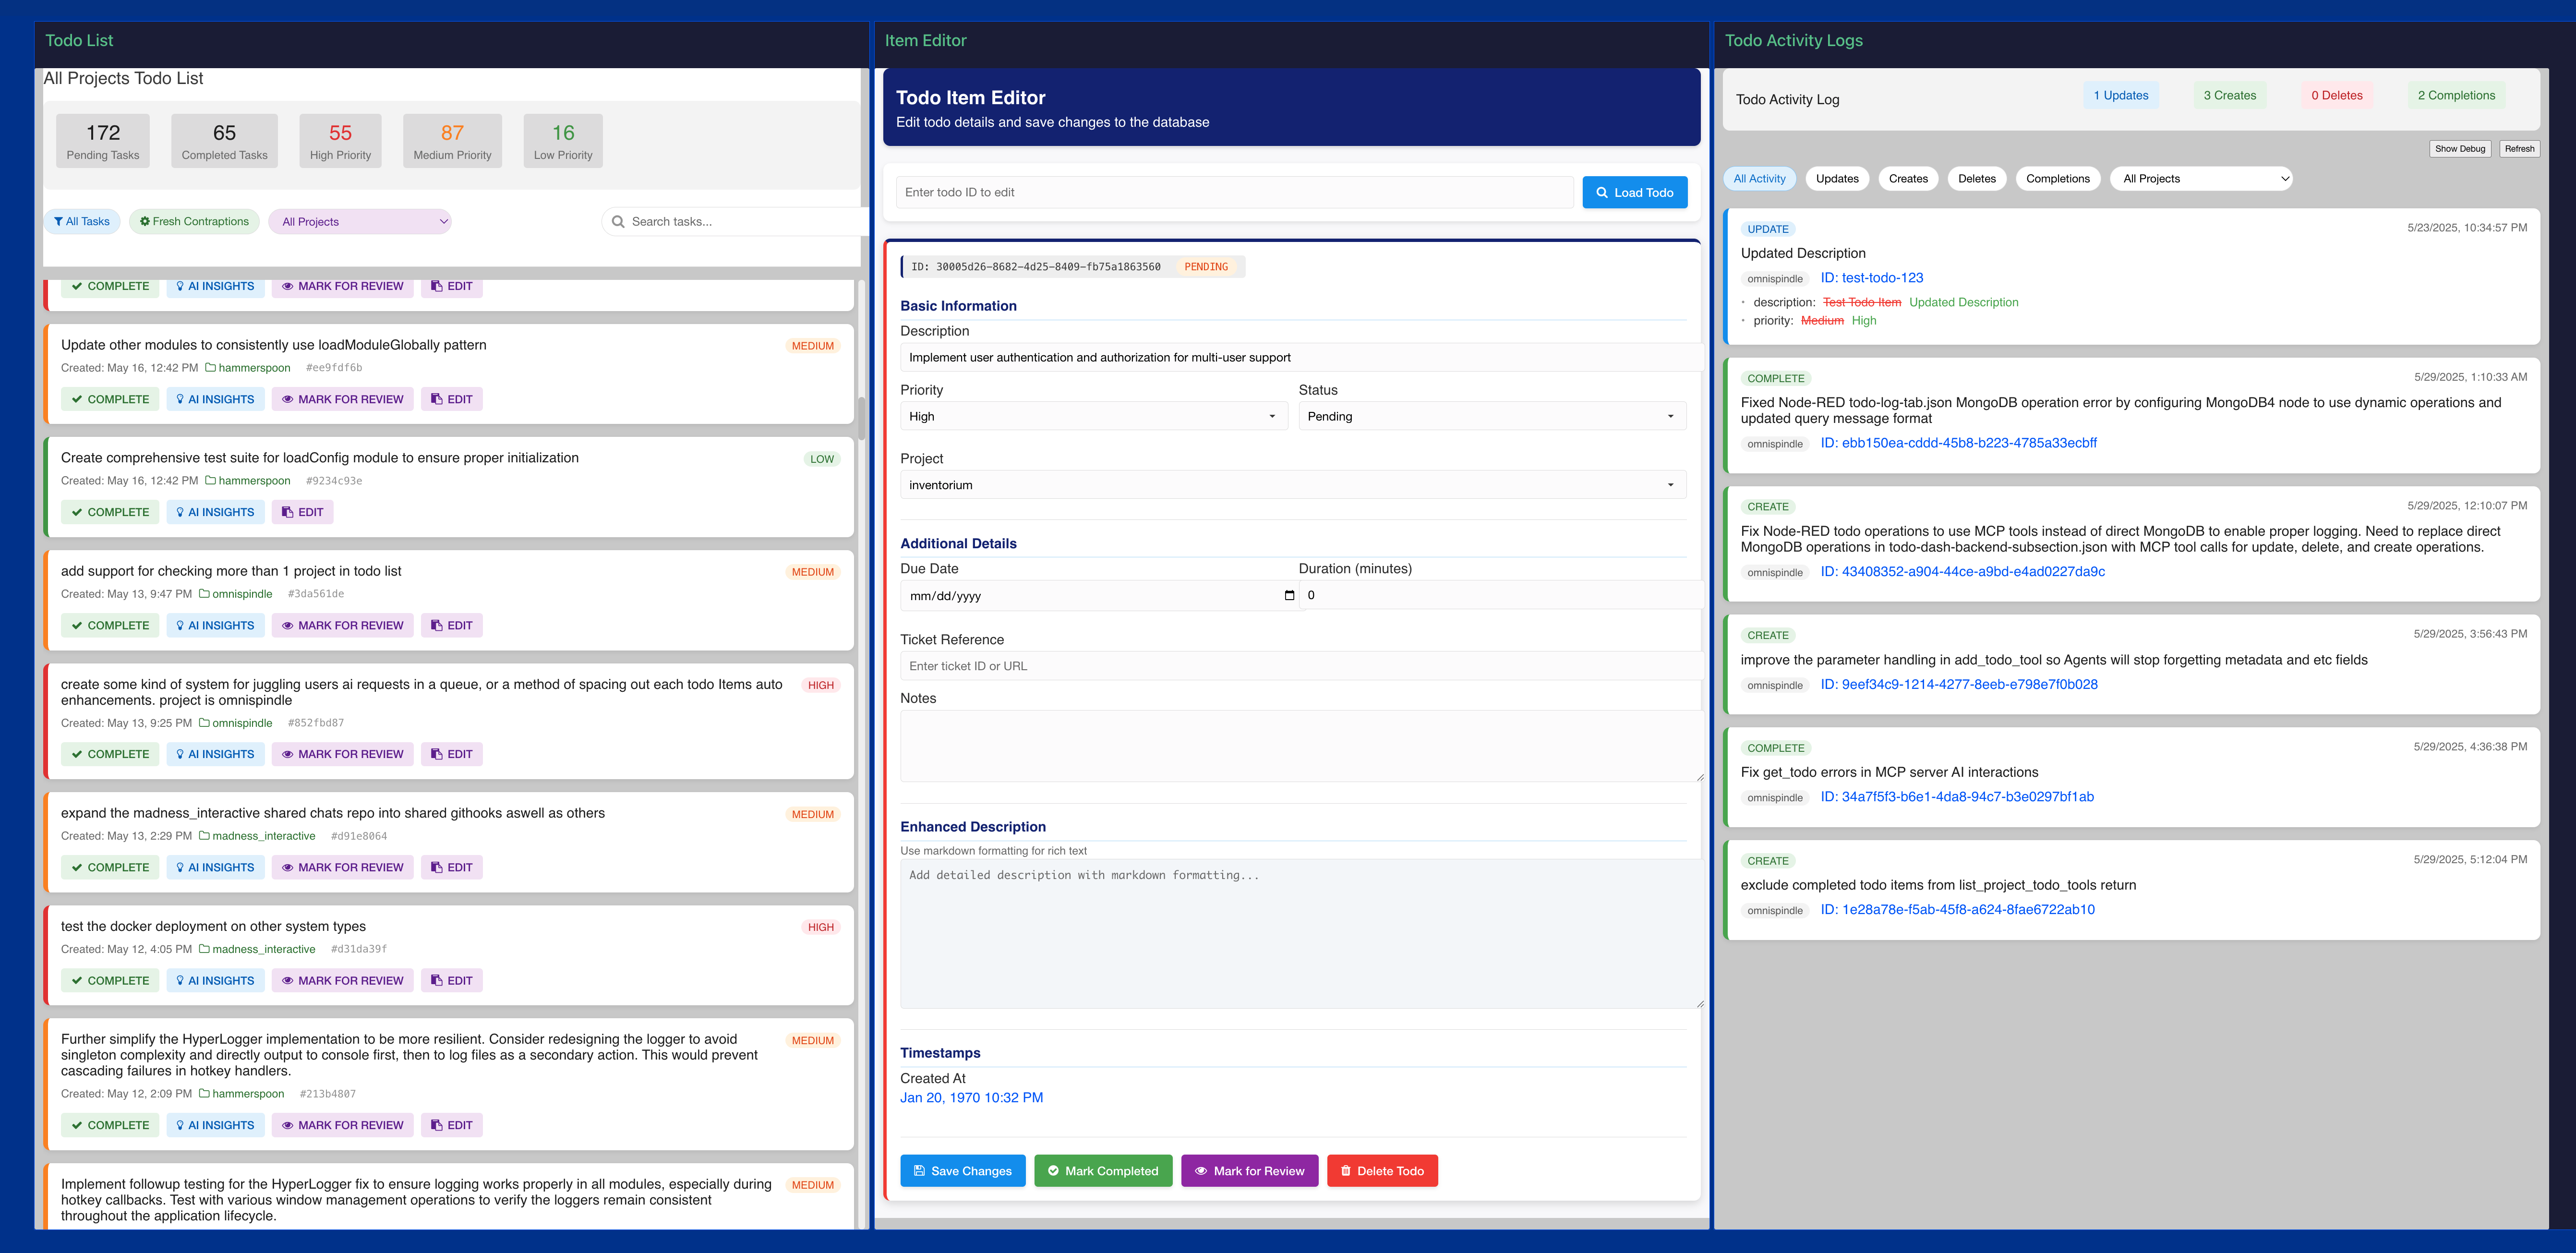 Todo List
All Projects Todo List
172
Pending Tasks
65
Completed Tasks
55
High Priority
87
Medium Priority
16
Low Priority
All Tasks
Fresh Contraptions
All Projects
Search tasks...
COMPLETE
AI INSIGHTS
MARK FOR REVIEW
EDIT
Update other modules to consistently use loadModuleGlobally pattern
MEDIUM
Created: May 16, 12:42 PM hammerspoon #ee9fdf6b
COMPLETE
AI INSIGHTS
MARK FOR REVIEW
EDIT
Create comprehensive test suite for loadConfig module to ensure proper initialization
LOW
Created: May 16, 12:42 PM hammerspoon #9234c93e
COMPLETE
AI INSIGHTS
EDIT
add support for checking more than 1 project in todo list
MEDIUM
Created: May 13, 9:47 PM omnispindle #3da561de
COMPLETE
AI INSIGHTS
MARK FOR REVIEW
EDIT
create some kind of system for juggling users ai requests in a queue, or a method of spacing out each todo Items auto
enhancements. project is omnispindle
HIGH
Created: May 13, 9:25 PM omnispindle #852fbd87
COMPLETE
AI INSIGHTS
MARK FOR REVIEW
EDIT
expand the madness_interactive shared chats repo into shared githooks aswell as others
MEDIUM
Created: May 13, 2:29 PM madness_interactive #d91e8064
COMPLETE
AI INSIGHTS
MARK FOR REVIEW
EDIT
test the docker deployment on other system types
HIGH
Created: May 12, 4:05 PM madness_interactive #d31da39f
COMPLETE
AI INSIGHTS
MARK FOR REVIEW
EDIT
Further simplify the HyperLogger implementation to be more resilient. Consider redesigning the logger to avoid
singleton complexity and directly output to console first, then to log files as a secondary action. This would prevent
cascading failures in hotkey handlers.
MEDIUM
Created: May 12, 2:09 PM hammerspoon #213b4807
COMPLETE
AI INSIGHTS
MARK FOR REVIEW
EDIT
Implement followup testing for the HyperLogger fix to ensure logging works properly in all modules, especially during
hotkey callbacks. Test with various window management operations to verify the loggers remain consistent
throughout the application lifecycle.
MEDIUM
Item Editor
Todo Item Editor
Edit todo details and save changes to the database
Enter todo ID to edit
Load Todo
ID: 30005d26-8682-4d25-8409-fb75a1863560
PENDING
Basic Information
Description
Implement user authentication and authorization for multi-user support
Priority
Status
High
Pending
Project
inventorium
Additional Details
Due Date
Duration (minutes)
mm/dd/yyyy
0
Ticket Reference
Enter ticket ID or URL
Notes
Enhanced Description
Use markdown formatting for rich text
Add detailed description with markdown formatting...
Timestamps
Created At
Jan 20, 1970 10:32 PM
Save Changes
Mark Completed
Mark for Review
Delete Todo
Todo Activity Logs
Todo Activity Log
1 Updates
3 Creates
0 Deletes
2 Completions
Show Debug
Refresh
All Activity
Updates
Creates
Deletes
Completions
All Projects
UPDATE
5/23/2025, 10:34:57 PM
Updated Description
omnispindle ID: test-todo-123
• description: Test Todo Item Updated Description
• priority: Medium High
COMPLETE
5/29/2025, 1:10:33 AM
Fixed Node-RED todo-log-tab.json MongoDB operation error by configuring MongoDB4 node to use dynamic operations and
updated query message format
omnispindle ID: ebb150ea-cddd-45b8-b223-4785a33ecbff
CREATE
5/29/2025, 12:10:07 PM
Fix Node-RED todo operations to use MCP tools instead of direct MongoDB to enable proper logging. Need to replace direct
MongoDB operations in todo-dash-backend-subsection.json with MCP tool calls for update, delete, and create operations.
omnispindle ID: 43408352-a904-44ce-a9bd-e4ad0227da9c
CREATE
5/29/2025, 3:56:43 PM
improve the parameter handling in add_todo_tool so Agents will stop forgetting metadata and etc fields
omnispindle ID: 9eef34c9-1214-4277-8eeb-e798e7f0b028
COMPLETE
5/29/2025, 4:36:38 PM
Fix get_todo errors in MCP server AI interactions
omnispindle ID: 34a7f5f3-b6e1-4da8-94c7-b3e0297bf1ab
CREATE
5/29/2025, 5:12:04 PM
exclude completed todo items from list_project_todo_tools return
omnispindle ID: 1e28a78e-f5ab-45f8-a624-8fae6722ab10